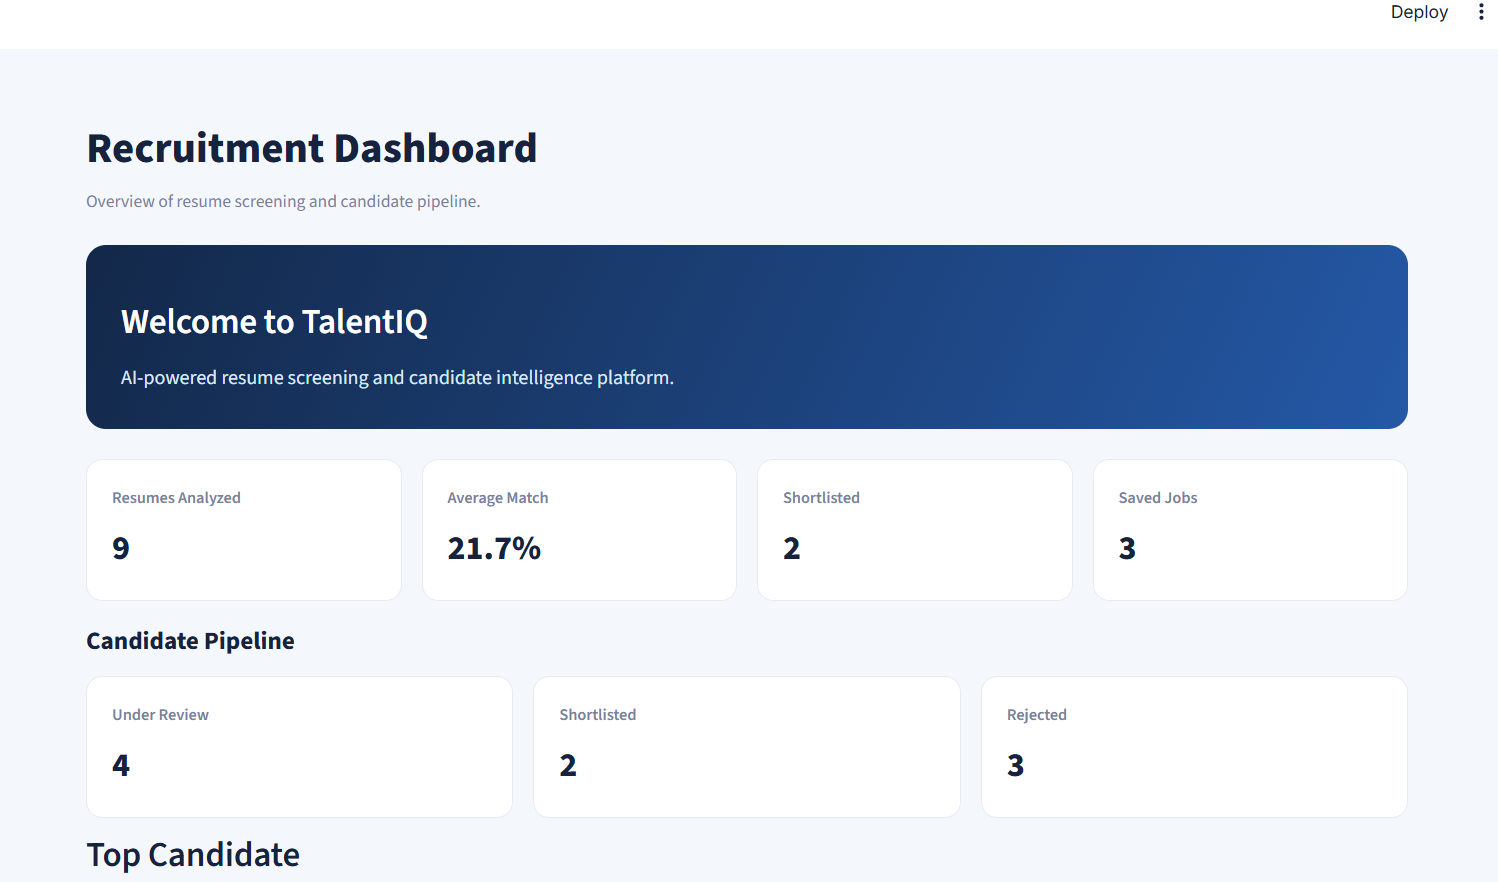 Deploy
Recruitment Dashboard
Overview of resume screening and candidate pipeline.
Welcome to TalentIQ
AI-powered resume screening and candidate intelligence platform.
Resumes Analyzed
9
Average Match
21.7%
Shortlisted
2
Saved Jobs
3
Candidate Pipeline
Under Review
4
Shortlisted
2
Rejected
3
Top Candidate